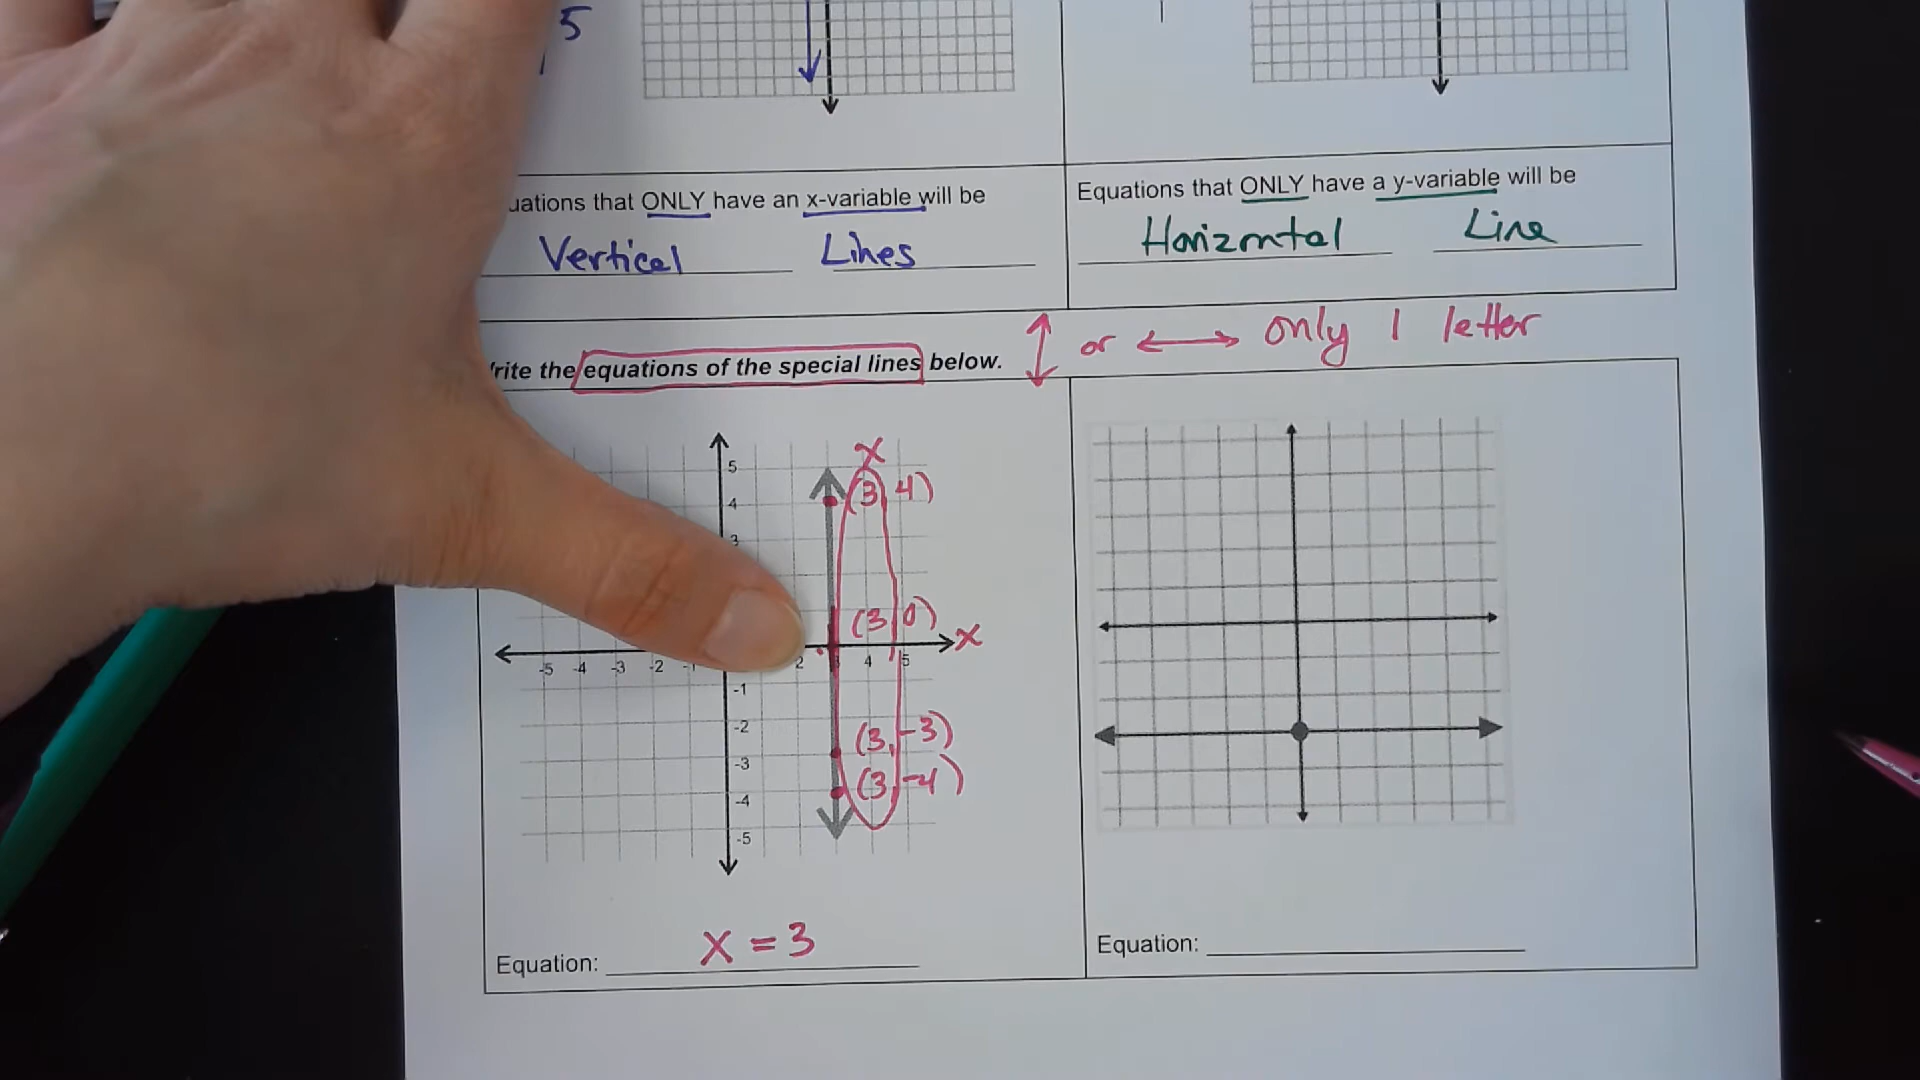 5
uations that ONLY have an x-variable will be
Vertical Lines
Equations that ONLY have a y-variable will be
Horizontal Line
rite the equations of the special lines below.
or only 1 letter
x
5
(3, 4)
4
3
(3, 0)
x
-5 -4 -3 -2 -1 2 3 4 5
-1
-2
(3, -3)
-3
(3, -4)
-4
-5
Equation: x = 3
Equation: